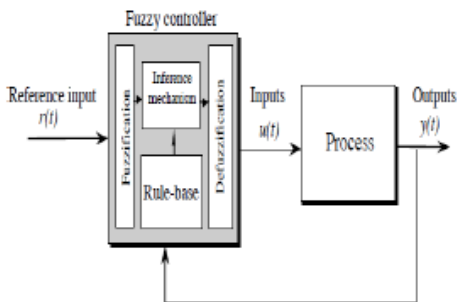 Fuzzy controller
Reference input
r(t)
Fuzzification
Inference
mechanism
Rule-base
Defuzzification
Inputs
u(t)
Process
Outputs
y(t)